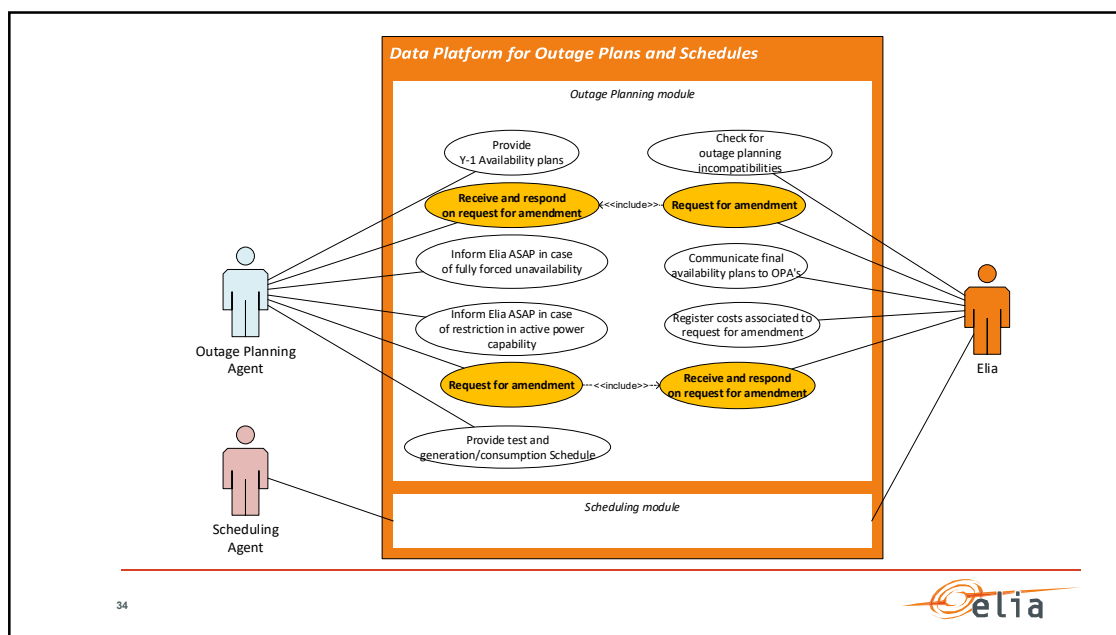 Data Platform for Outage Plans and Schedules
Outage Planning module
Provide
Y-1 Availability plans
Check for
outage planning
incompatibilities
Receive and respond
on request for amendment
<<include>>
Request for amendment
Inform Elia ASAP in case
of fully forced unavailability
Communicate final
availability plans to OPA's
Inform Elia ASAP in case
of restriction in active power
capability
Register costs associated to
request for amendment
Outage Planning
Agent
Elia
Request for amendment
<<include>>
Receive and respond
on request for amendment
Provide test and
generation/consumption Schedule
Scheduling module
Scheduling
Agent
34
elia